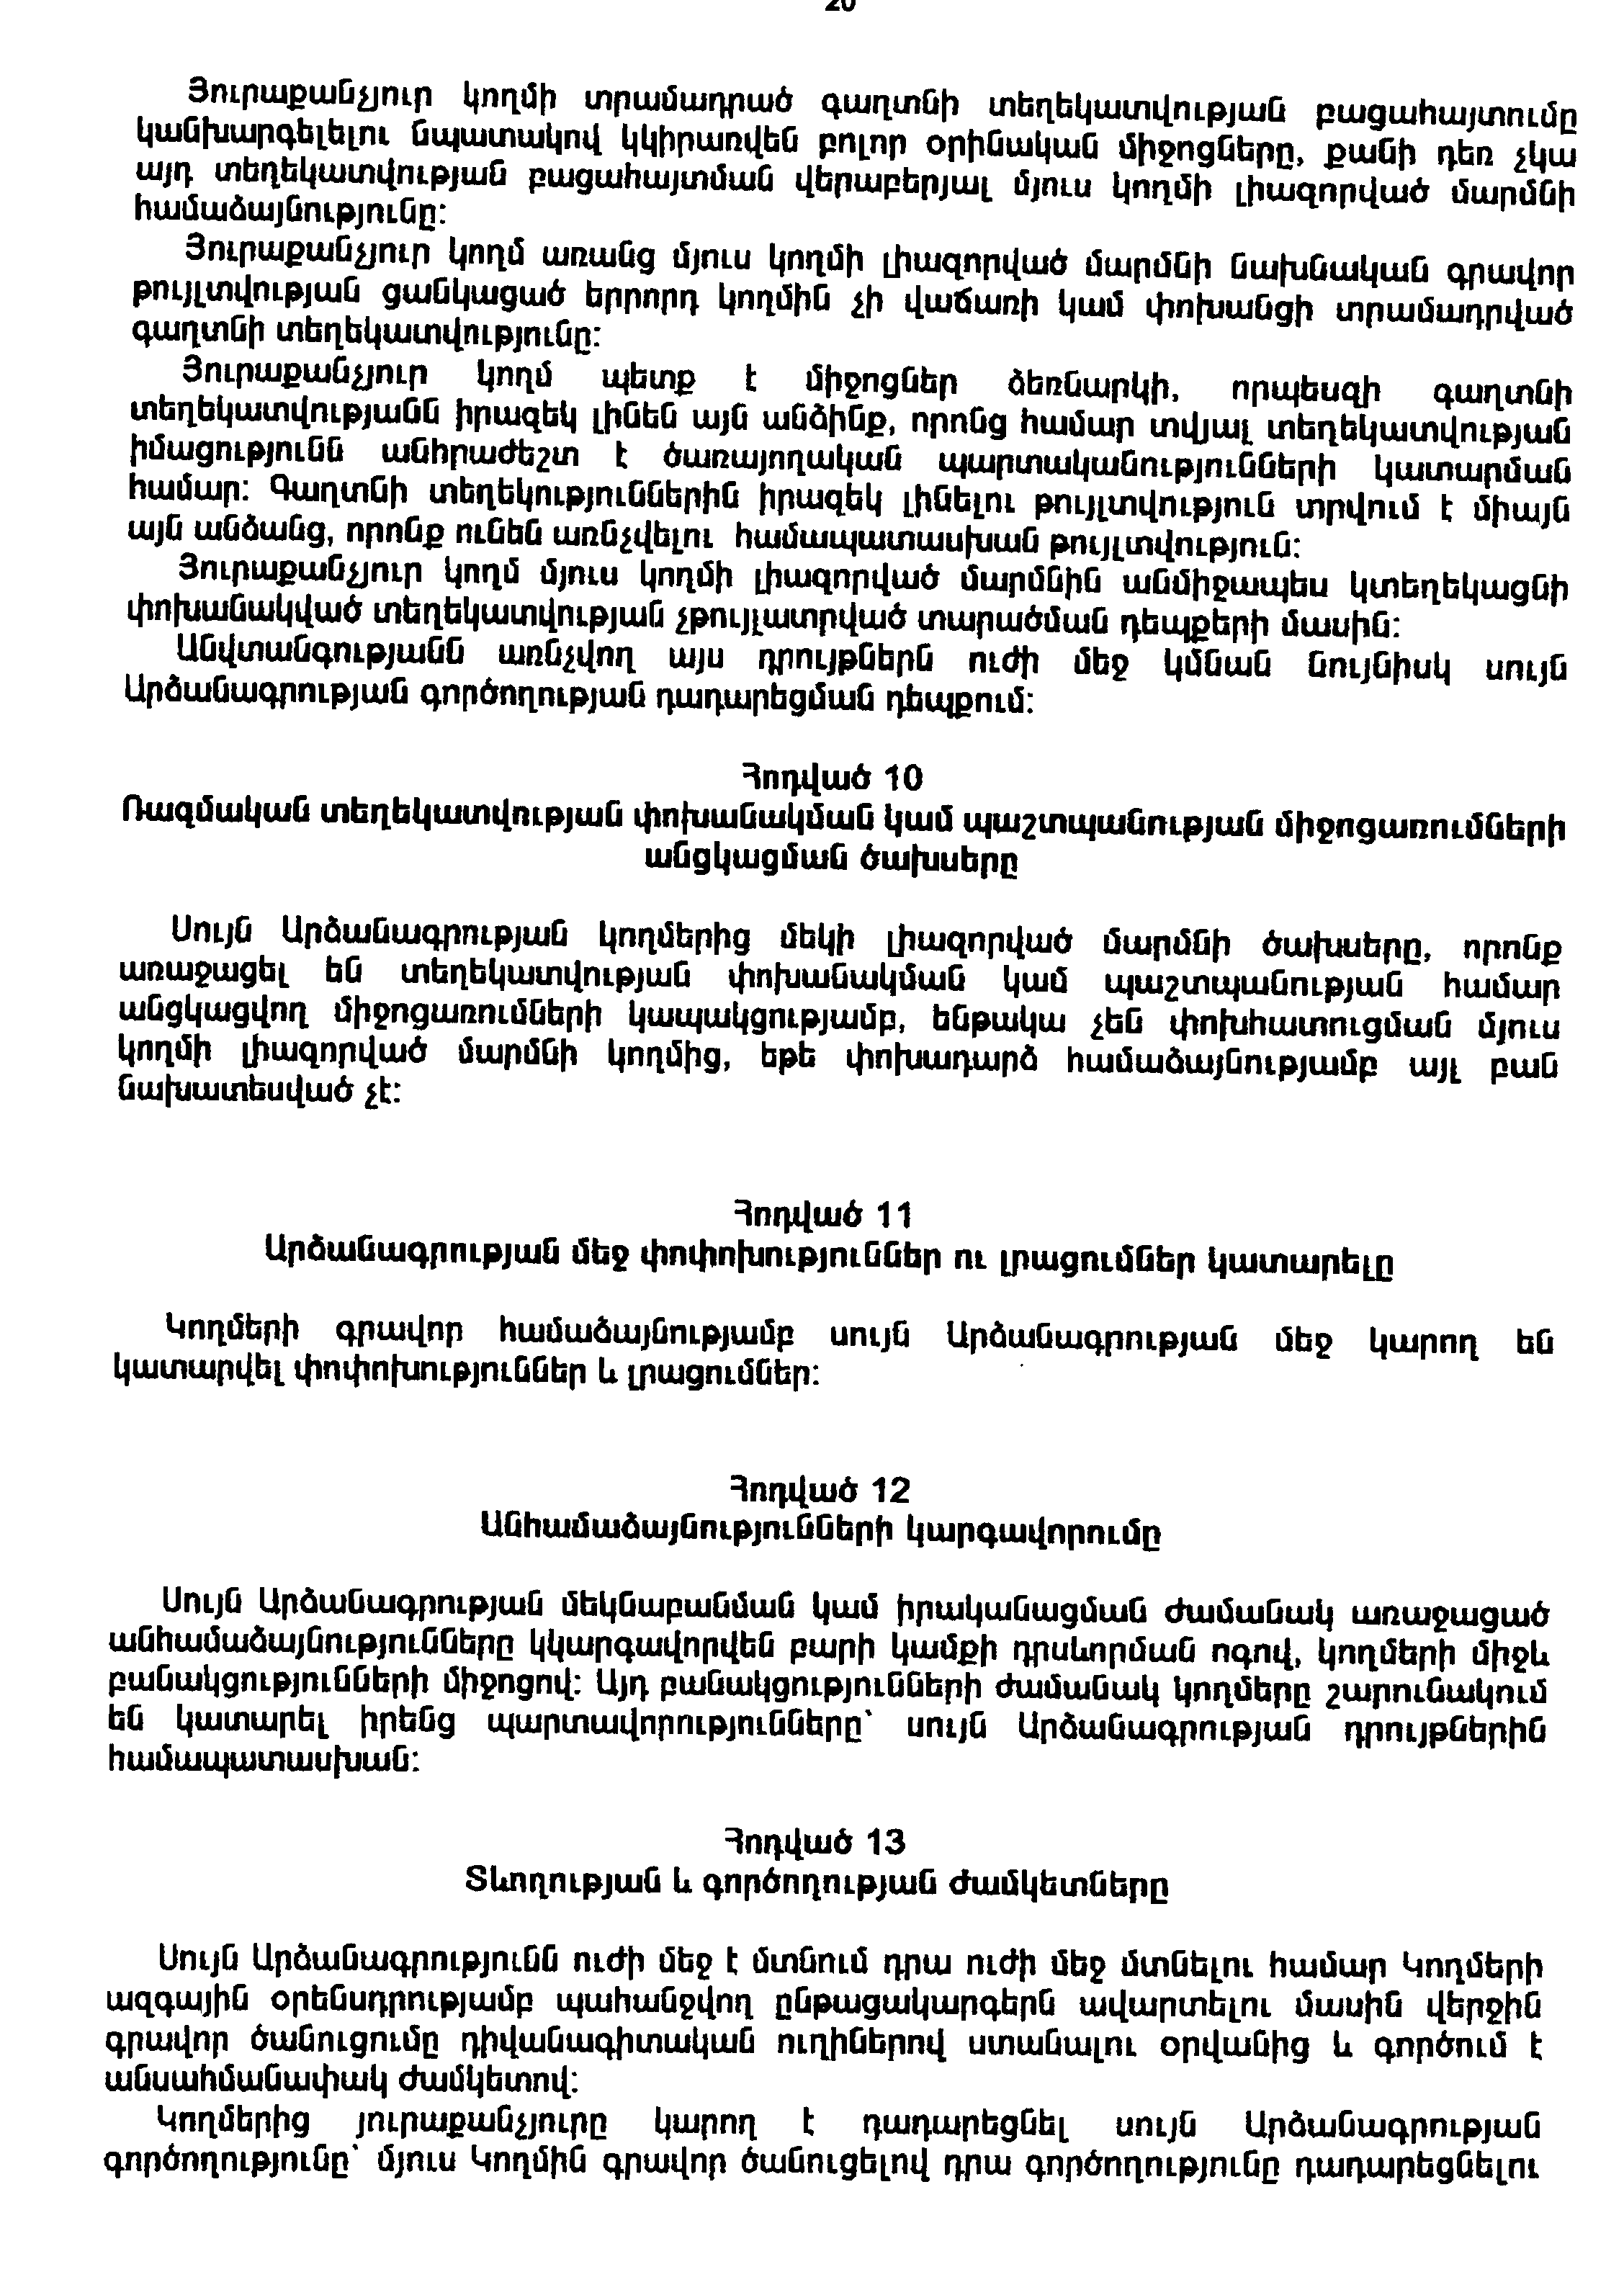 20
Յուրաքանչյուր կողմի տրամադրած գաղտնի տեղեկատվության բացահայտումը
կանխարգելելու նպատակով կկիրառվեն բոլոր օրինական միջոցները, քանի դեռ չկա
այդ տեղեկատվության բացահայտման վերաբերյալ մյուս կողմի լիազորված մարմնի
համաձայնությունը:
Յուրաքանչյուր կողմ առանց մյուս կողմի լիազորված մարմնի նախնական գրավոր
թույլտվության ցանկացած երրորդ կողմին չի վաճառի կամ փոխանցի տրամադրված
գաղտնի տեղեկատվությունը:
Յուրաքանչյուր կողմ պետք է միջոցներ ձեռնարկի, որպեսզի գաղտնի
տեղեկատվությանն իրազեկ լինեն այն անձինք, որոնց համար տվյալ տեղեկատվության
իմացությունն անհրաժեշտ է ծառայողական պարտականությունների կատարման
համար: Գաղտնի տեղեկություններին իրազեկ լինելու թույլտվություն տրվում է միայն
այն անձանց, որոնք ունեն առնչվելու համապատասխան թույլտվություն:
Յուրաքանչյուր կողմ մյուս կողմի լիազորված մարմնին անմիջապես կտեղեկացնի
փոխանակված տեղեկատվության չթույլատրված տարածման դեպքերի մասին:
Անվտանգությանն առնչվող այս դրույթներն ուժի մեջ կմնան նույնիսկ սույն
Արձանագրության գործողության դադարեցման դեպքում:
Հոդված 10
Ռազմական տեղեկատվության փոխանակման կամ պաշտպանության միջոցառումների
անցկացման ծախսերը
Սույն Արձանագրության կողմերից մեկի լիազորված մարմնի ծախսերը, որոնք
առաջացել են տեղեկատվության փոխանակման կամ պաշտպանության համար
անցկացվող միջոցառումների կապակցությամբ, ենթակա չեն փոխհատուցման մյուս
կողմի լիազորված մարմնի կողմից, եթե փոխադարձ համաձայնությամբ այլ բան
նախատեսված չէ:
Հոդված 11
Արձանագրության մեջ փոփոխություններ ու լրացումներ կատարելը
Կողմերի գրավոր համաձայնությամբ սույն Արձանագրության մեջ կարող են
կատարվել փոփոխություններ և լրացումներ:
Հոդված 12
Անհամաձայնությունների կարգավորումը
Սույն Արձանագրության մեկնաբանման կամ իրականացման ժամանակ առաջացած
անհամաձայնությունները կկարգավորվեն բարի կամքի դրսևորման ոգով, կողմերի միջև
բանակցությունների միջոցով: Այդ բանակցությունների ժամանակ կողմերը շարունակում
են կատարել իրենց պարտավորությունները՝ սույն Արձանագրության դրույթներին
համապատասխան:
Հոդված 13
Տևողության և գործողության ժամկետները
Սույն Արձանագրությունն ուժի մեջ է մտնում դրա ուժի մեջ մտնելու համար Կողմերի
ազգային օրենսդրությամբ պահանջվող ընթացակարգերն ավարտելու մասին վերջին
գրավոր ծանուցումը դիվանագիտական ուղիներով ստանալու օրվանից և գործում է
անսահմանափակ ժամկետով:
Կողմերից յուրաքանչյուրը կարող է դադարեցնել սույն Արձանագրության
գործողությունը՝ մյուս Կողմին գրավոր ծանուցելով դրա գործողությունը դադարեցնելու